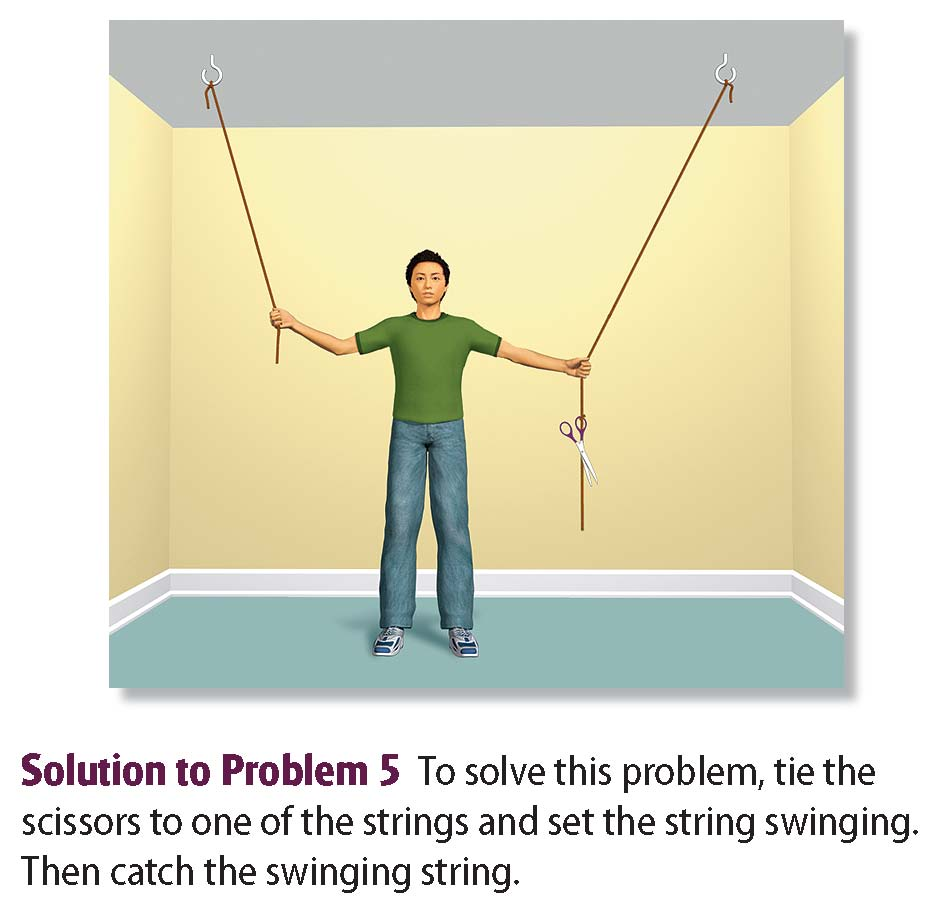 Solution to Problem 5 To solve this problem, tie the
scissors to one of the strings and set the string swinging.
Then catch the swinging string.